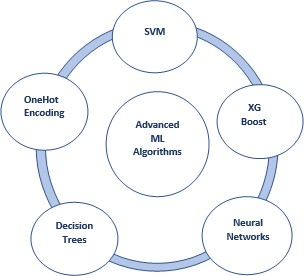 SVM
OneHot
Encoding
XG
Boost
Advanced
ML
Algorithms
Decision
Trees
Neural
Networks